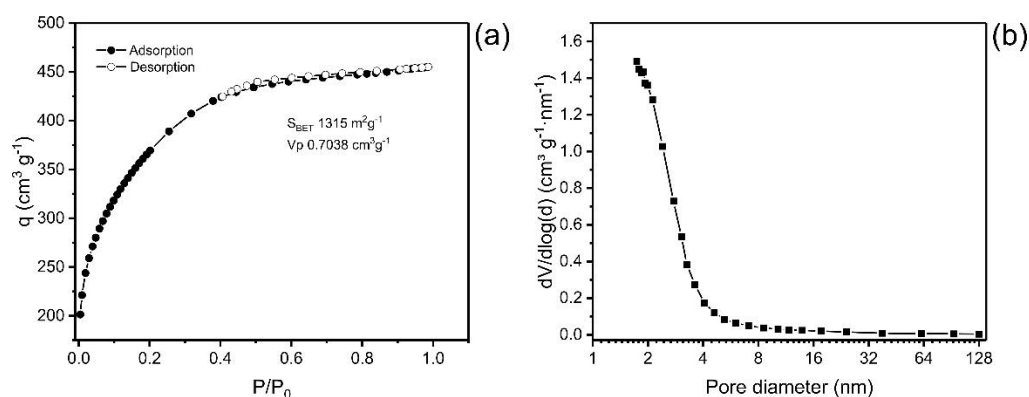 (a)
500
450
400
350
300
250
200
q (cm³ g⁻¹)
Adsorption
Desorption
S_BET 1315 m²g⁻¹
Vp 0.7038 cm³g⁻¹
0.0 0.2 0.4 0.6 0.8 1.0
P/P₀
(b)
1.6
1.4
1.2
1.0
0.8
0.6
0.4
0.2
0.0
dV/dlog(d) (cm³ g⁻¹·nm⁻¹)
1 2 4 8 16 32 64 128
Pore diameter (nm)